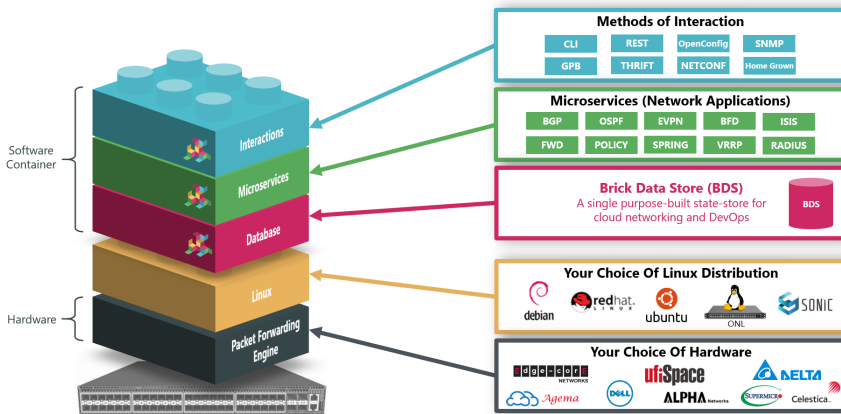 Methods of Interaction
CLI
REST
OpenConfig
SNMP
GPB
THRIFT
NETCONF
Home Grown
Microservices (Network Applications)
BGP
OSPF
EVPN
BFD
ISIS
FWD
POLICY
SPRING
VRRP
RADIUS
Brick Data Store (BDS)
A single purpose-built state-store for
cloud networking and DevOps
BDS
Your Choice Of Linux Distribution
debian
redhat.
LINUX
ubuntu
ONL
SONiC
Your Choice Of Hardware
Edge-corE
NETWORKS
ufiSpace
DELTA
Agema
DELL
ALPHA Networks
SUPERMICRO
Celestica
Software
Container
Hardware
Interactions
Microservices
Database
Linux
Packet Forwarding
Engine